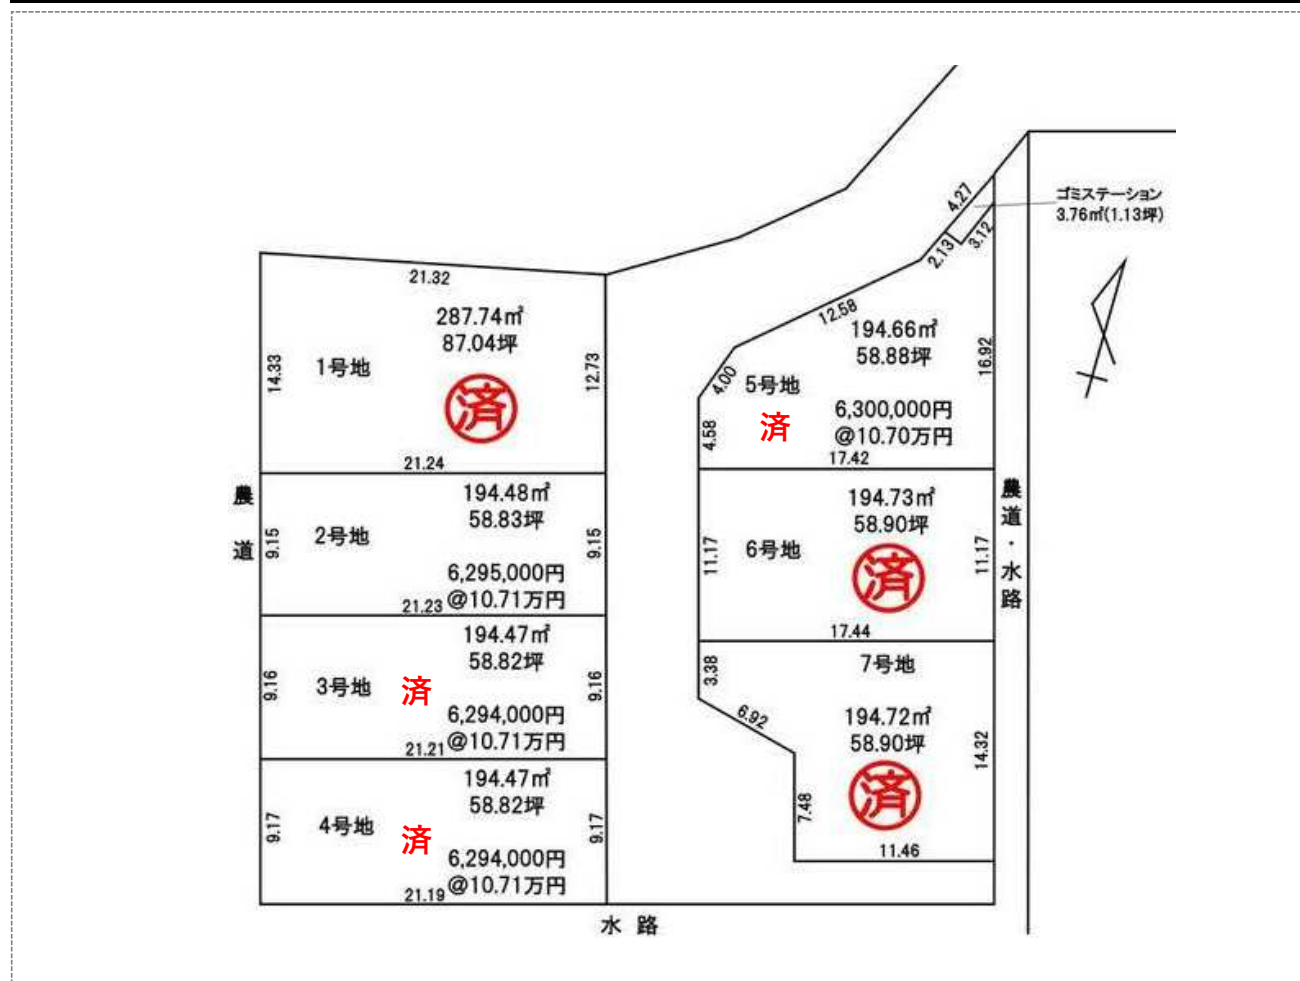 4.27
ゴミステーション
3.76㎡(1.13坪)
3.12
2.13
21.32
12.58
287.74㎡
87.04坪
1号地
14.33
12.73
済
21.24
194.66㎡
58.88坪
16.92
4.00
5号地
4.58
済
6,300,000円
@10.70万円
17.42
農道
194.48㎡
58.83坪
2号地
9.15
9.15
6,295,000円
@10.71万円
21.23
194.73㎡
58.90坪
6号地
11.17
11.17
済
17.44
農道・水路
194.47㎡
58.82坪
3号地
9.16
9.16
済
6,294,000円
@10.71万円
21.21
7号地
3.38
6.92
194.72㎡
58.90坪
14.32
済
7.48
11.46
194.47㎡
58.82坪
4号地
9.17
9.17
済
6,294,000円
@10.71万円
21.19
水路